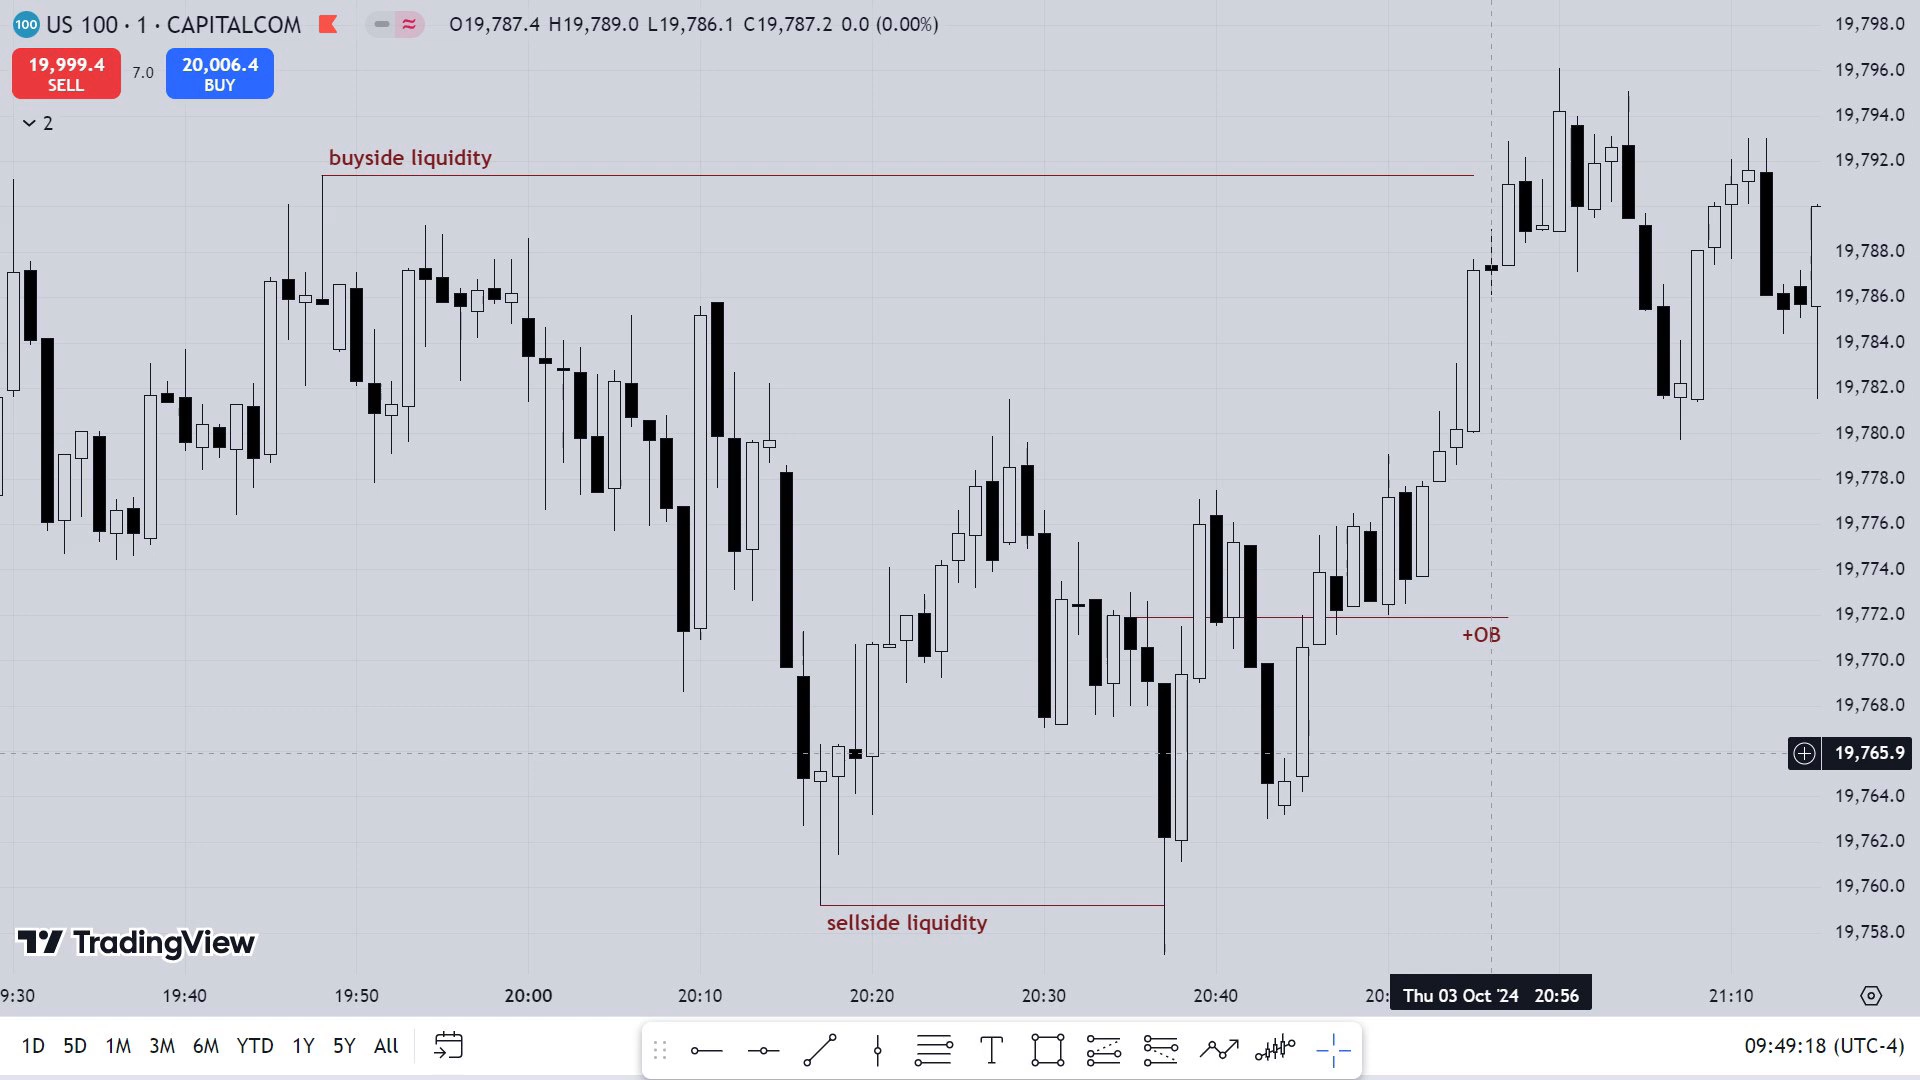 100 US 100 · 1 · CAPITALCOM O19,787.4 H19,789.0 L19,786.1 C19,787.2 0.0 (0.00%)
19,999.4 SELL
7.0
20,006.4 BUY
2
buyside liquidity
+OB
sellside liquidity
19,798.0
19,796.0
19,794.0
19,792.0
19,788.0
19,786.0
19,784.0
19,782.0
19,780.0
19,778.0
19,776.0
19,774.0
19,772.0
19,770.0
19,768.0
19,765.9
19,764.0
19,762.0
19,760.0
19,758.0
TradingView
9:30 19:40 19:50 20:00 20:10 20:20 20:30 20:40 20: Thu 03 Oct '24 20:56 21:10
1D 5D 1M 3M 6M YTD 1Y 5Y All
09:49:18 (UTC-4)